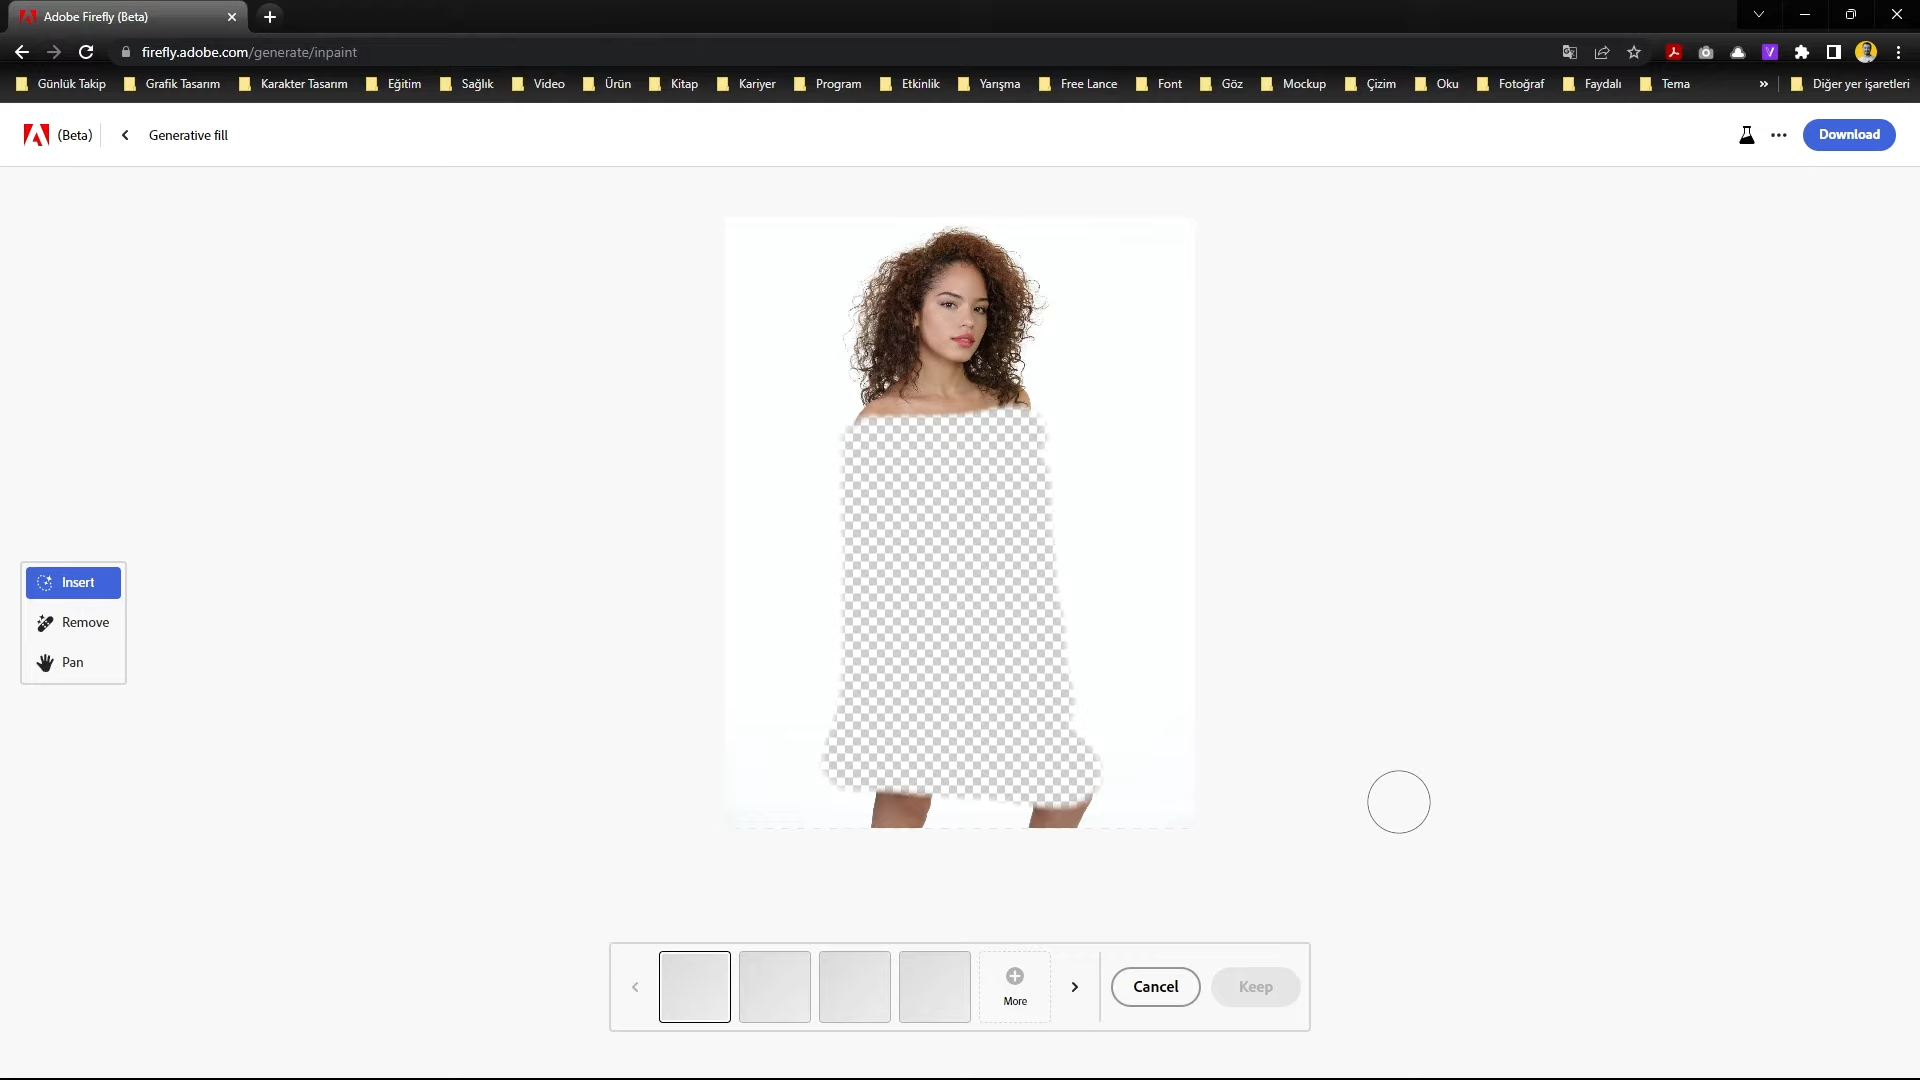 Adobe Firefly (Beta)
firefly.adobe.com/generate/inpaint
Günlük Takip
Grafik Tasarım
Karakter Tasarım
Eğitim
Sağlık
Video
Ürün
Kitap
Kariyer
Program
Etkinlik
Yarışma
Free Lance
Font
Göz
Mockup
Çizim
Oku
Fotoğraf
Faydalı
Tema
»
Diğer yer işaretleri
(Beta)
Generative fill
Download
Insert
Remove
Pan
More
Cancel
Keep